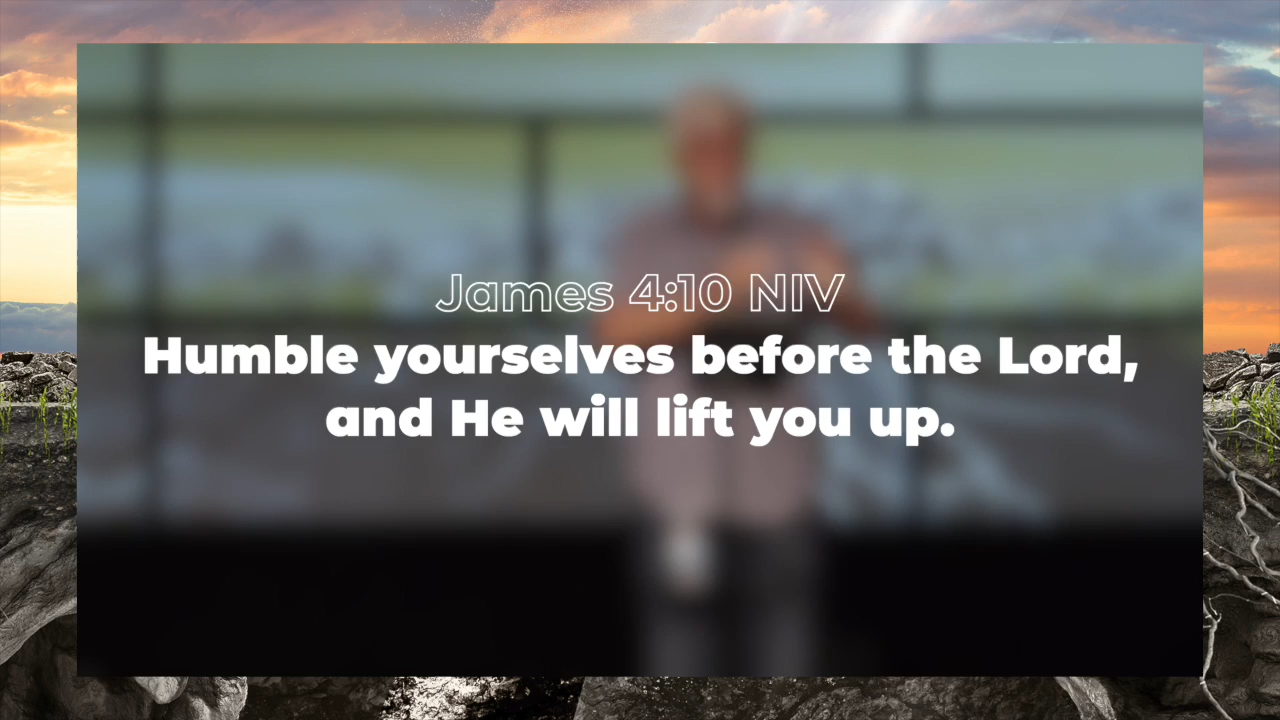 James 4:10 NIV
Humble yourselves before the Lord,
and He will lift you up.